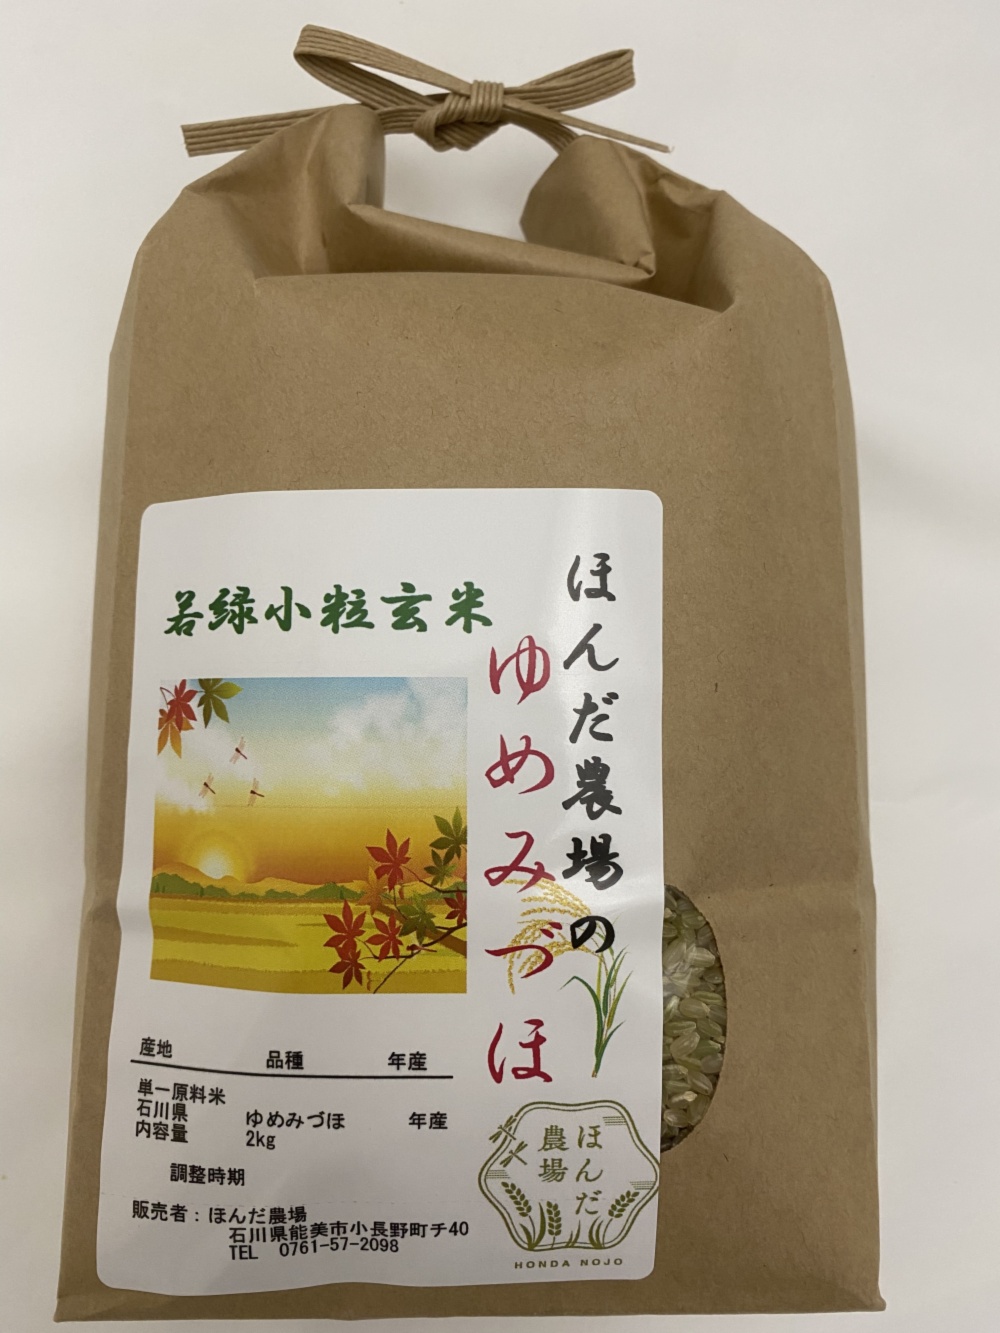 ほんだ農場の
ゆめみづほ
若緑小粒玄米
産地 品種 年産
単一原料米
石川県 ゆめみづほ 年産
内容量 2kg
調整時期
販売者：ほんだ農場
石川県能美市小長野町チ40
TEL 0761-57-2098
ほんだ
農場
HONDA NOJO